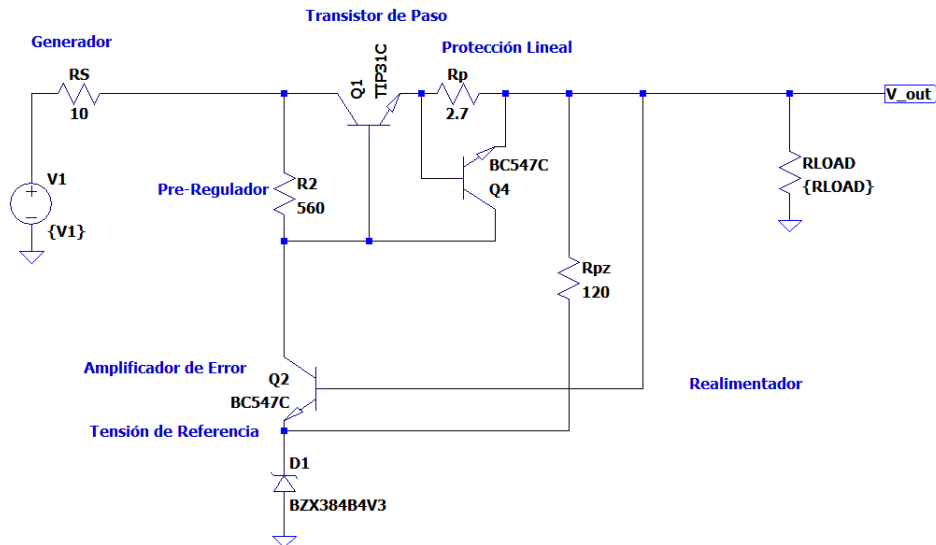 Transistor de Paso
Generador
Protección Lineal
RS
10
Q1
TIP31C
Rp
2.7
V_out
BC547C
Q4
RLOAD
{RLOAD}
V1
{V1}
Pre-Regulador
R2
560
Rpz
120
Amplificador de Error
Q2
BC547C
Realimentador
Tensión de Referencia
D1
BZX384B4V3